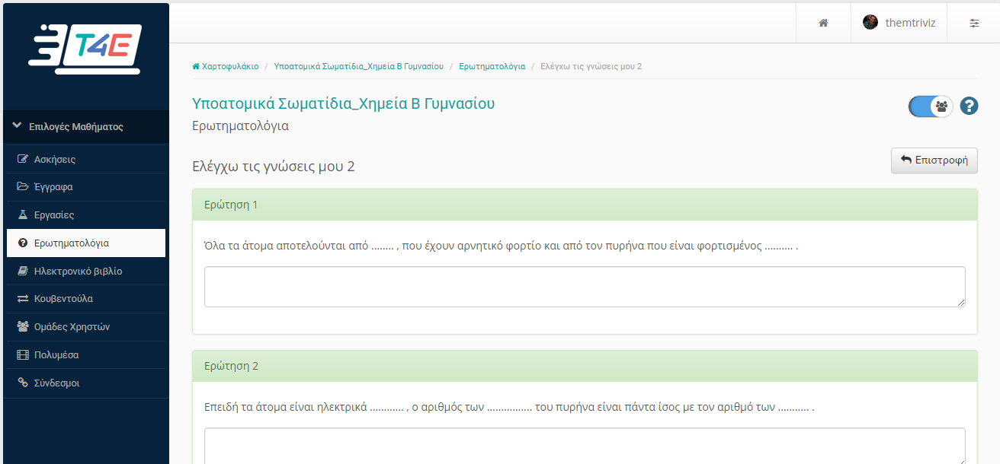 T4E
themtriviz
Χαρτοφυλάκιο / Υποατομικά Σωματίδια_Χημεία Β Γυμνασίου / Ερωτηματολόγια / Ελέγχω τις γνώσεις μου 2
Υποατομικά Σωματίδια_Χημεία Β Γυμνασίου
Ερωτηματολόγια
Επιλογές Μαθήματος
Ασκήσεις
Έγγραφα
Εργασίες
Ερωτηματολόγια
Ηλεκτρονικό βιβλίο
Κουβεντούλα
Ομάδες Χρηστών
Πολυμέσα
Σύνδεσμοι
Ελέγχω τις γνώσεις μου 2
Επιστροφή
Ερώτηση 1
Όλα τα άτομα αποτελούνται από ........ , που έχουν αρνητικό φορτίο και από τον πυρήνα που είναι φορτισμένος .......... .
Ερώτηση 2
Επειδή τα άτομα είναι ηλεκτρικά ............ , ο αριθμός των ................ του πυρήνα είναι πάντα ίσος με τον αριθμό των ........... .